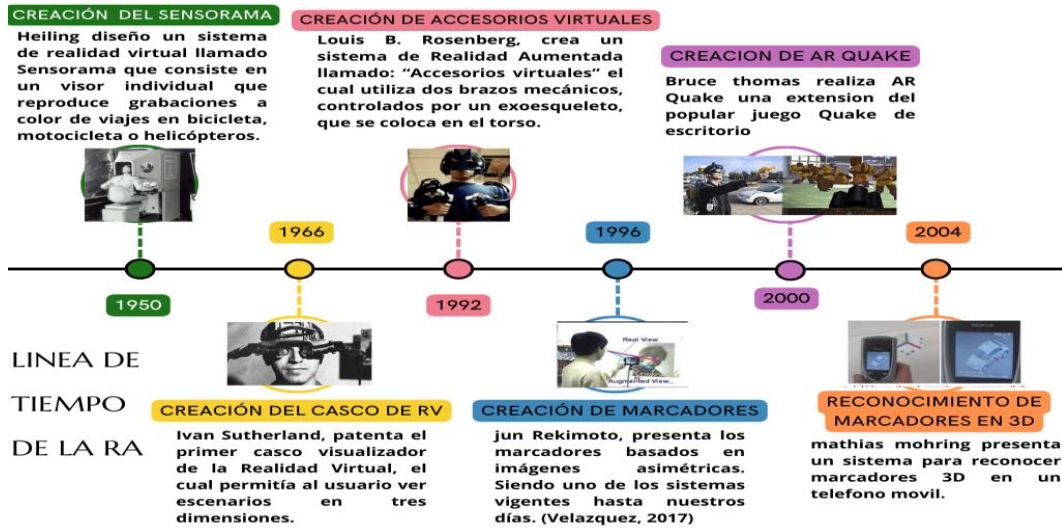 CREACIÓN DEL SENSORAMA
Heiling diseño un sistema
de realidad virtual llamado
Sensorama que consiste en
un visor individual que
reproduce grabaciones a
color de viajes en bicicleta,
motocicleta o helicópteros.
CREACIÓN DE ACCESORIOS VIRTUALES
Louis B. Rosenberg, crea un
sistema de Realidad Aumentada
llamado: “Accesorios virtuales” el
cual utiliza dos brazos mecánicos,
controlados por un exoesqueleto,
que se coloca en el torso.
CREACION DE AR QUAKE
Bruce thomas realiza AR
Quake una extension del
popular juego Quake de
escritorio
1966
1996
2004
1950
1992
2000
LINEA DE
TIEMPO
DE LA RA
CREACIÓN DEL CASCO DE RV
Ivan Sutherland, patenta el
primer casco visualizador
de la Realidad Virtual, el
cual permitía al usuario ver
escenarios en tres
dimensiones.
Real View
Augmented View...
CREACIÓN DE MARCADORES
jun Rekimoto, presenta los
marcadores basados en
imágenes asimétricas.
Siendo uno de los sistemas
vigentes hasta nuestros
días. (Velazquez, 2017)
NOKIA
RECONOCIMIENTO DE
MARCADORES EN 3D
mathias mohring presenta
un sistema para reconocer
marcadores 3D en un
telefono movil.